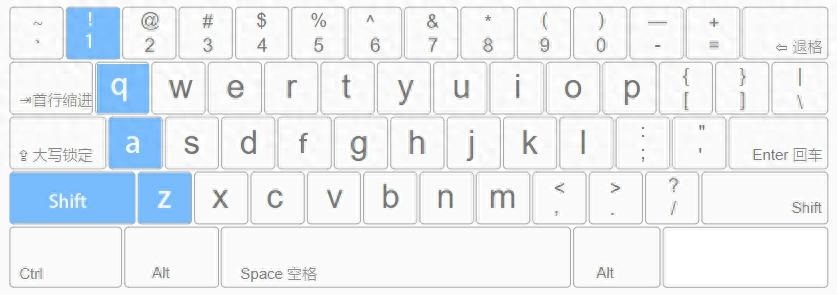 ~ ! @ # $ % ^ & * ( ) — +
` 1 2 3 4 5 6 7 8 9 0 - = ⇦ 退格
⇥首行缩进 q w e r t y u i o p { [ } ] | \
⇪ 大写锁定 a s d f g h j k l : ; " ' Enter 回车
Shift z x c v b n m < , > . ? / Shift
Ctrl Alt Space 空格 Alt